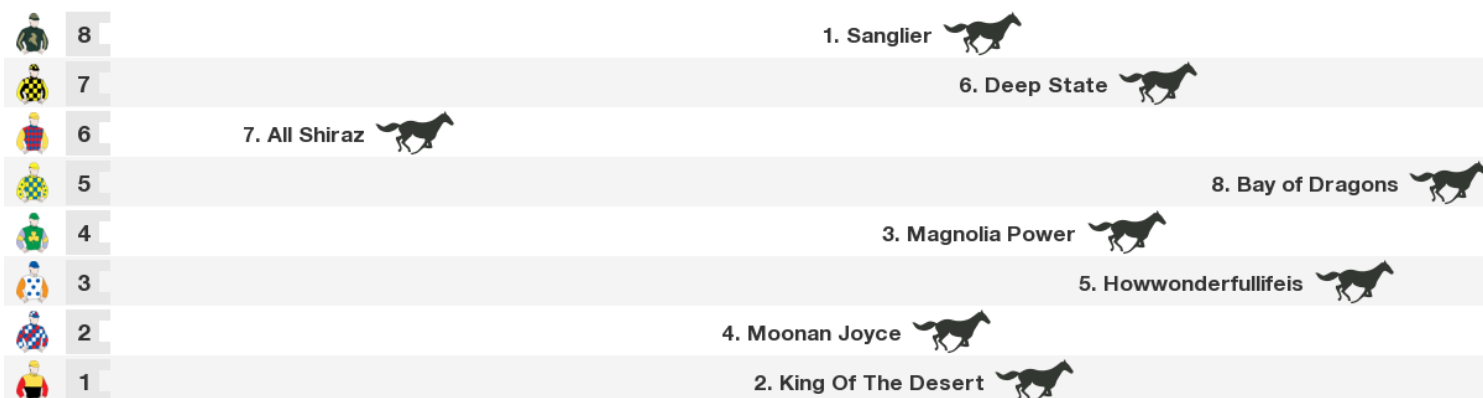 8 1. Sanglier
7 6. Deep State
6 7. All Shiraz
5 8. Bay of Dragons
4 3. Magnolia Power
3 5. Howwonderfullifeis
2 4. Moonan Joyce
1 2. King Of The Desert